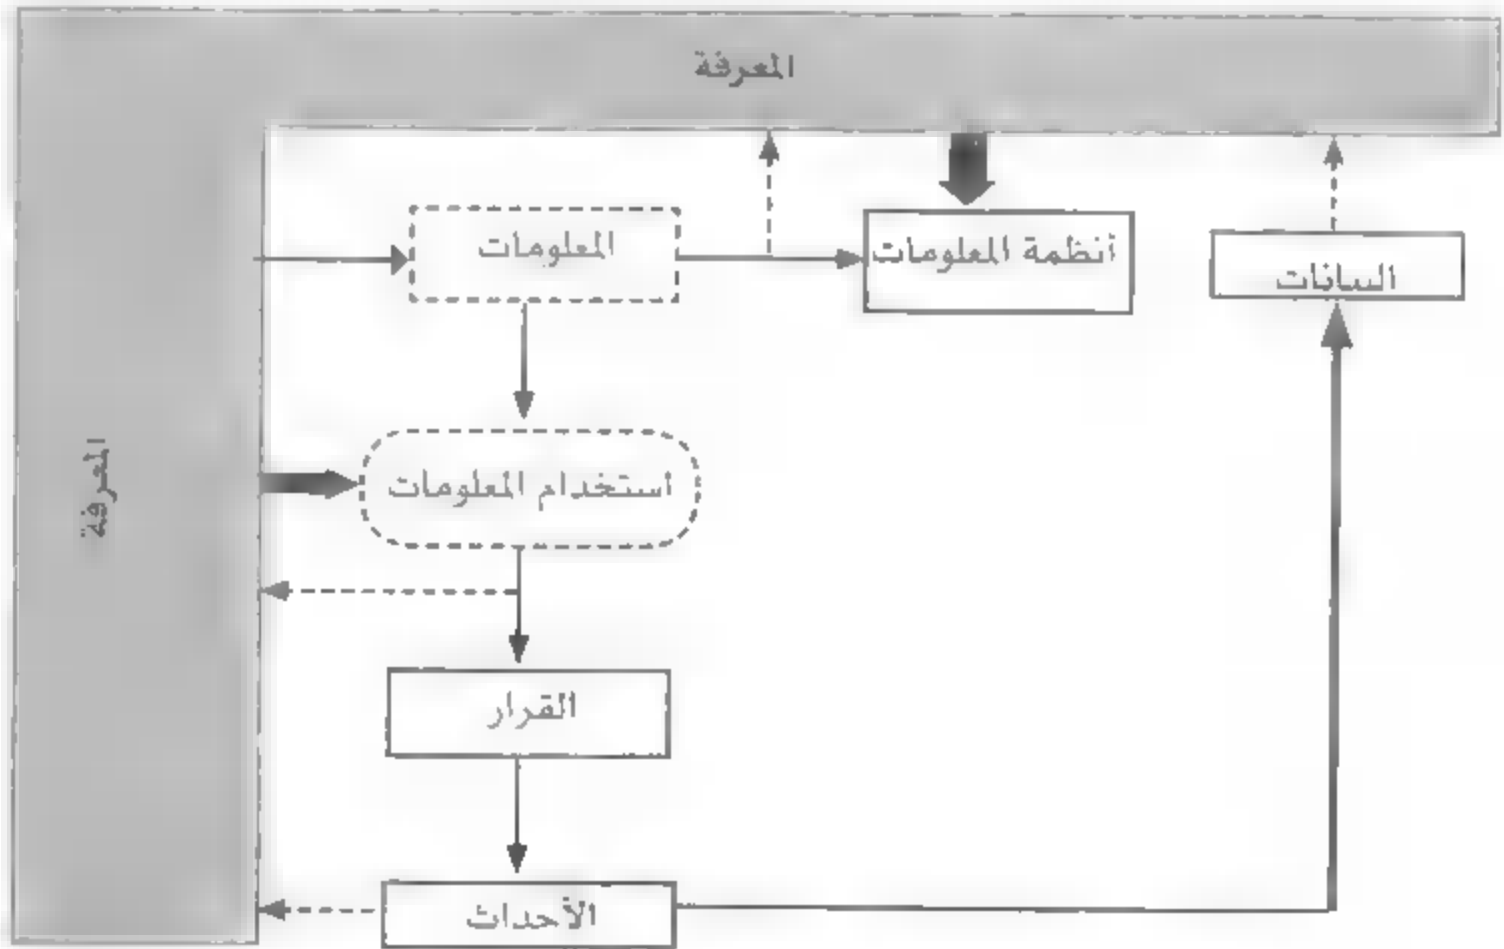 المعرفة
أنظمة المعلومات
المعلومات
البيانات
استخدام المعلومات
المعرفة
القرار
الأحداث